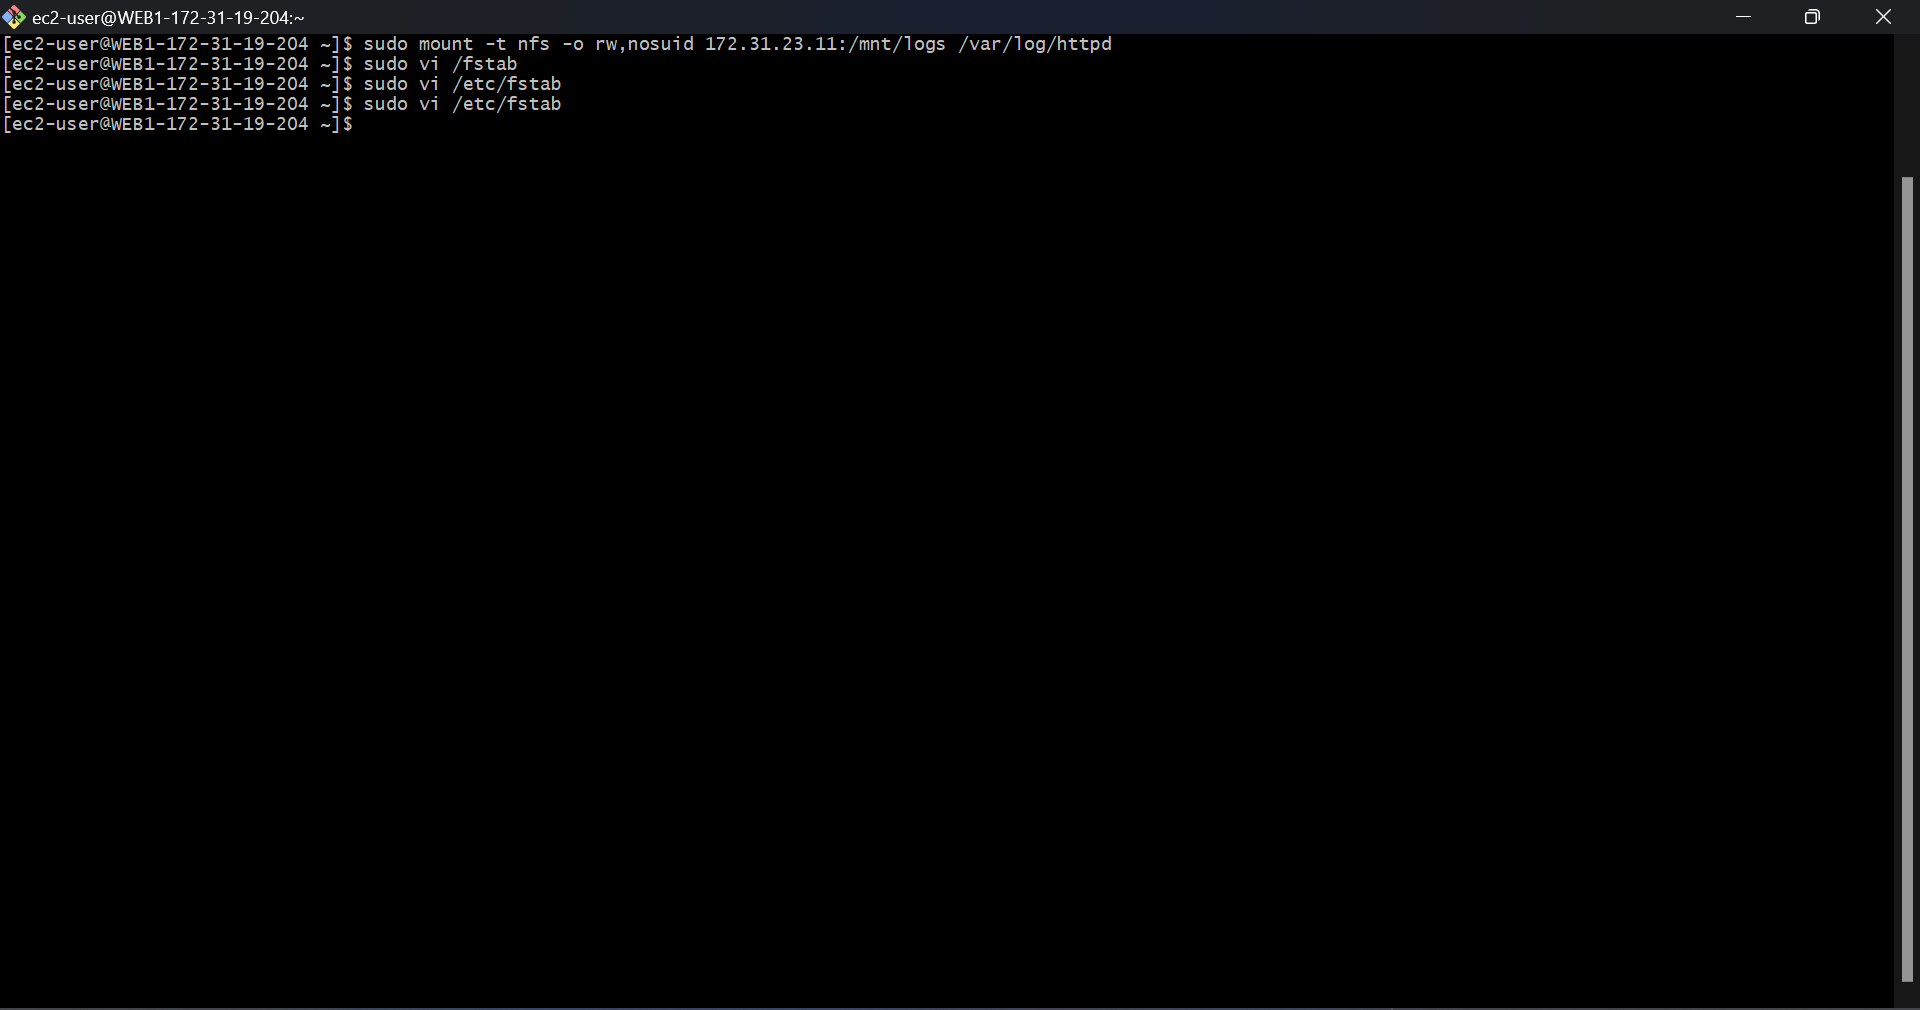 ec2-user@WEB1-172-31-19-204:~
[ec2-user@WEB1-172-31-19-204 ~]$ sudo mount -t nfs -o rw,nosuid 172.31.23.11:/mnt/logs /var/log/httpd
[ec2-user@WEB1-172-31-19-204 ~]$ sudo vi /fstab
[ec2-user@WEB1-172-31-19-204 ~]$ sudo vi /etc/fstab
[ec2-user@WEB1-172-31-19-204 ~]$ sudo vi /etc/fstab
[ec2-user@WEB1-172-31-19-204 ~]$